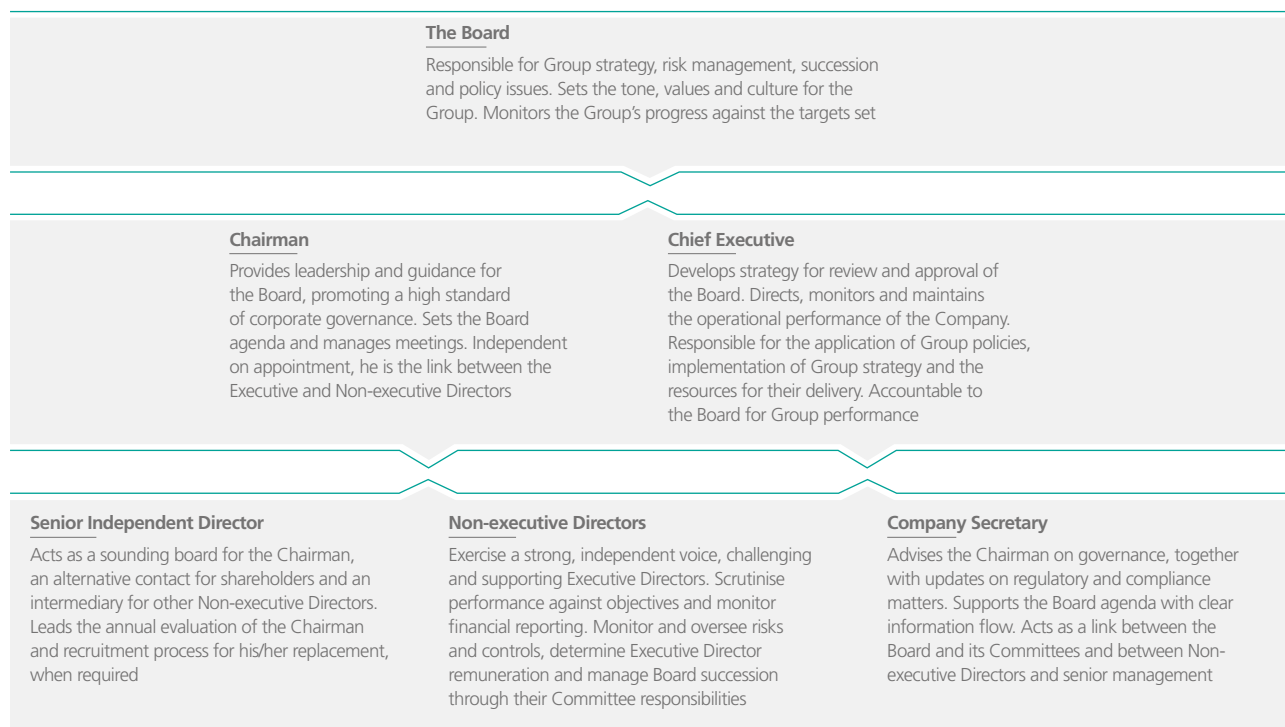 The Board
Responsible for Group strategy, risk management, succession
and policy issues. Sets the tone, values and culture for the
Group. Monitors the Group’s progress against the targets set
Chairman
Provides leadership and guidance for
the Board, promoting a high standard
of corporate governance. Sets the Board
agenda and manages meetings. Independent
on appointment, he is the link between the
Executive and Non-executive Directors
Chief Executive
Develops strategy for review and approval of
the Board. Directs, monitors and maintains
the operational performance of the Company.
Responsible for the application of Group policies,
implementation of Group strategy and the
resources for their delivery. Accountable to
the Board for Group performance
Senior Independent Director
Acts as a sounding board for the Chairman,
an alternative contact for shareholders and an
intermediary for other Non-executive Directors.
Leads the annual evaluation of the Chairman
and recruitment process for his/her replacement,
when required
Non-executive Directors
Exercise a strong, independent voice, challenging
and supporting Executive Directors. Scrutinise
performance against objectives and monitor
financial reporting. Monitor and oversee risks
and controls, determine Executive Director
remuneration and manage Board succession
through their Committee responsibilities
Company Secretary
Advises the Chairman on governance, together
with updates on regulatory and compliance
matters. Supports the Board agenda with clear
information flow. Acts as a link between the
Board and its Committees and between Non-
executive Directors and senior management